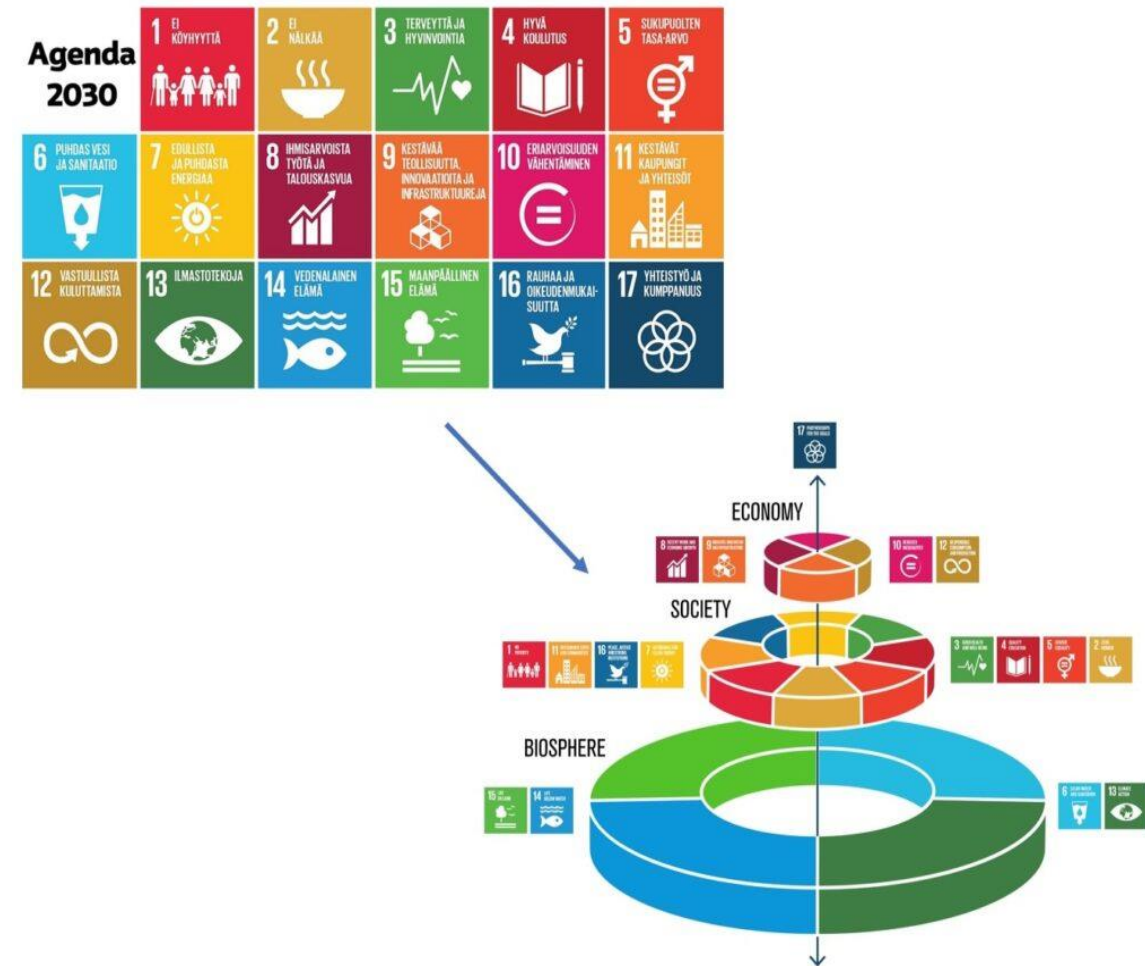 Agenda
2030
1 EI
KÖYHYYTTÄ
2 EI
NÄLKÄÄ
3 TERVEYTTÄ JA
HYVINVOINTIA
4 HYVÄ
KOULUTUS
5 SUKUPUOLTEN
TASA-ARVO
6 PUHDAS VESI
JA SANITAATIO
7 EDULLISTA
JA PUHDASTA
ENERGIAA
8 IHMISARVOISTA
TYÖTÄ JA
TALOUSKASVUA
9 KESTÄVÄÄ
TEOLLISUUTTA,
INNOVAATIOITA JA
INFRASTRUKTUUREJA
10 ERIARVOISUUDEN
VÄHENTÄMINEN
11 KESTÄVÄT
KAUPUNGIT
JA YHTEISÖT
12 VASTUULLISTA
KULUTTAMISTA
13 ILMASTOTEKOJA
14 VEDENALAINEN
ELÄMÄ
15 MAANPÄÄLLINEN
ELÄMÄ
16 RAUHAA JA
OIKEUDENMUKAI-
SUUTTA
17 YHTEISTYÖ JA
KUMPPANUUS
17
ECONOMY
8
9
10
12
SOCIETY
1
11
16
7
3
4
5
2
BIOSPHERE
15
14
6
13